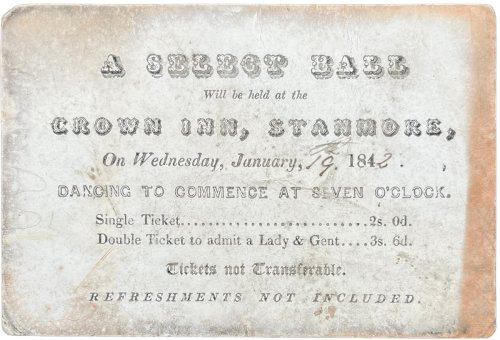 A SELECT BALL
Will be held at the
CROWN INN, STANMORE,
On Wednesday, January, 19th 1842.
DANCING TO COMMENCE AT SEVEN O'CLOCK.
Single Ticket..............................2s. 0d.
Double Ticket to admit a Lady & Gent....3s. 6d.
Tickets not Transferable.
REFRESHMENTS NOT INCLUDED.